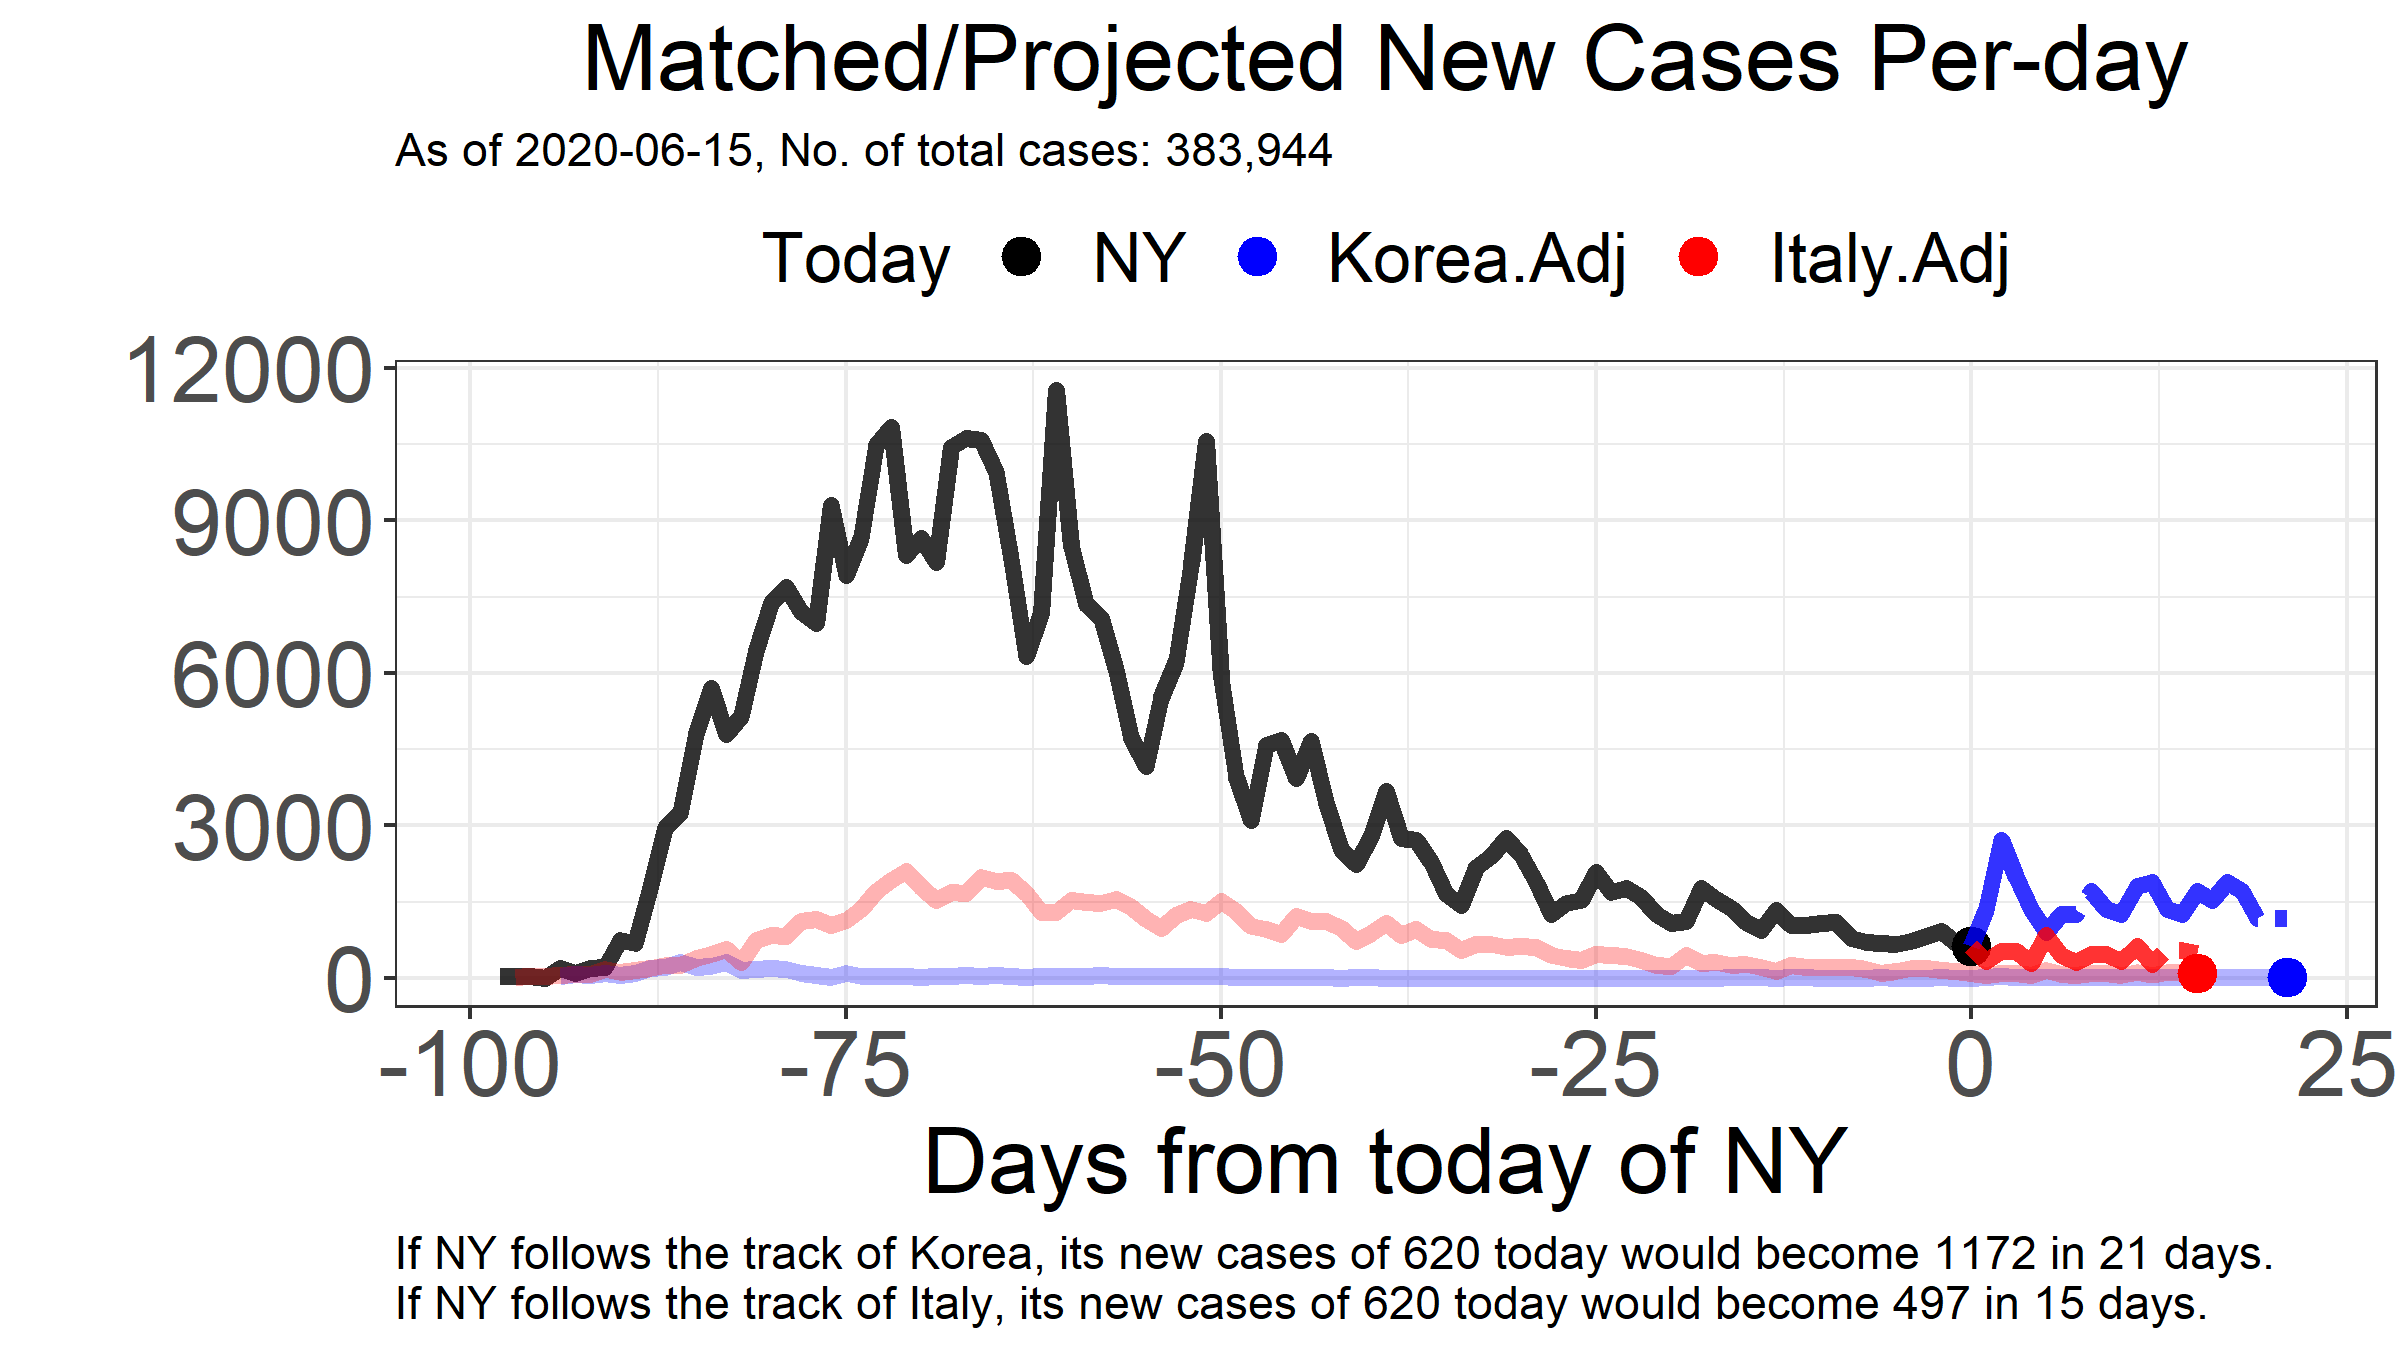 Matched/Projected New Cases Per-day
As of 2020-06-15, No. of total cases: 383,944
Today NY Korea.Adj Italy.Adj
12000
9000
6000
3000
0
-100 -75 -50 -25 0 25
Days from today of NY
If NY follows the track of Korea, its new cases of 620 today would become 1172 in 21 days.
If NY follows the track of Italy, its new cases of 620 today would become 497 in 15 days.